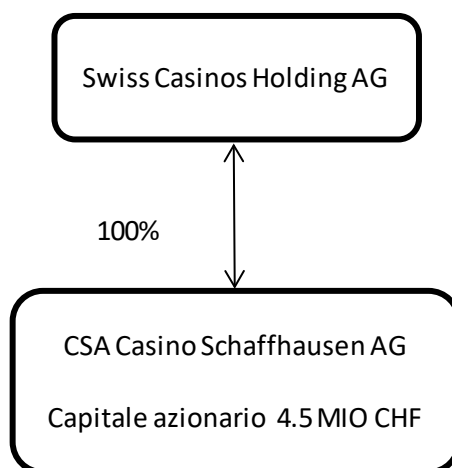 Swiss Casinos Holding AG
100%
CSA Casino Schaffhausen AG
Capitale azionario 4.5 MIO CHF